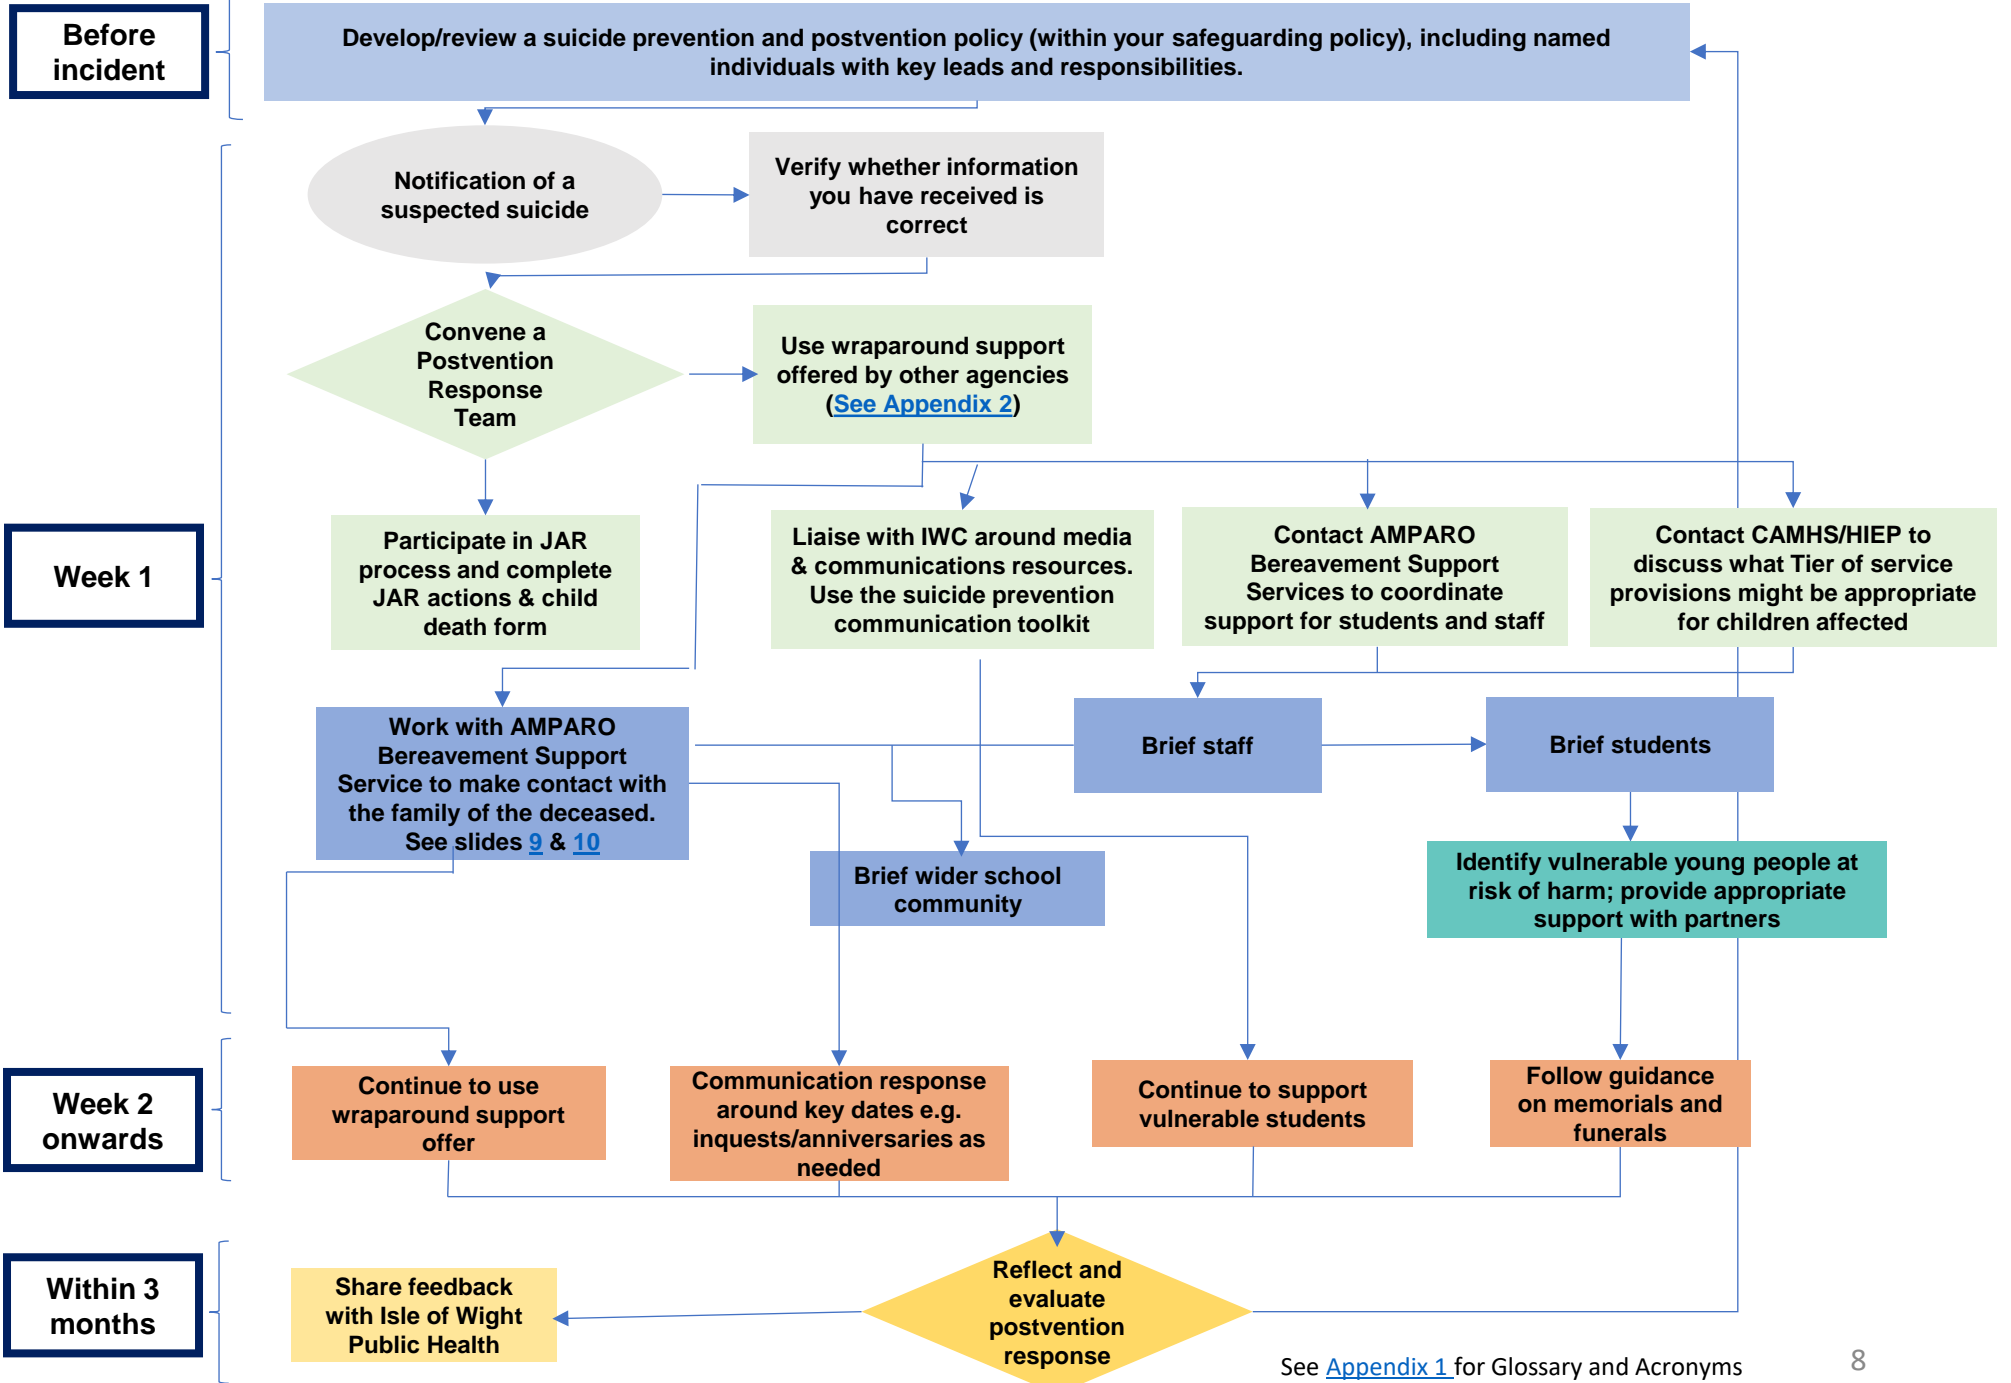 Before
incident
Develop/review a suicide prevention and postvention policy (within your safeguarding policy), including named
individuals with key leads and responsibilities.
Notification of a
suspected suicide
Verify whether information
you have received is
correct
Convene a
Postvention
Response
Team
Use wraparound support
offered by other agencies
(See Appendix 2)
Week 1
Participate in JAR
process and complete
JAR actions & child
death form
Liaise with IWC around media
& communications resources.
Use the suicide prevention
communication toolkit
Contact AMPARO
Bereavement Support
Services to coordinate
support for students and staff
Contact CAMHS/HIEP to
discuss what Tier of service
provisions might be appropriate
for children affected
Work with AMPARO
Bereavement Support
Service to make contact with
the family of the deceased.
See slides 9 & 10
Brief staff
Brief students
Brief wider school
community
Identify vulnerable young people at
risk of harm; provide appropriate
support with partners
Week 2
onwards
Continue to use
wraparound support
offer
Communication response
around key dates e.g.
inquests/anniversaries as
needed
Continue to support
vulnerable students
Follow guidance
on memorials and
funerals
Within 3
months
Share feedback
with Isle of Wight
Public Health
Reflect and
evaluate
postvention
response
See Appendix 1 for Glossary and Acronyms
8